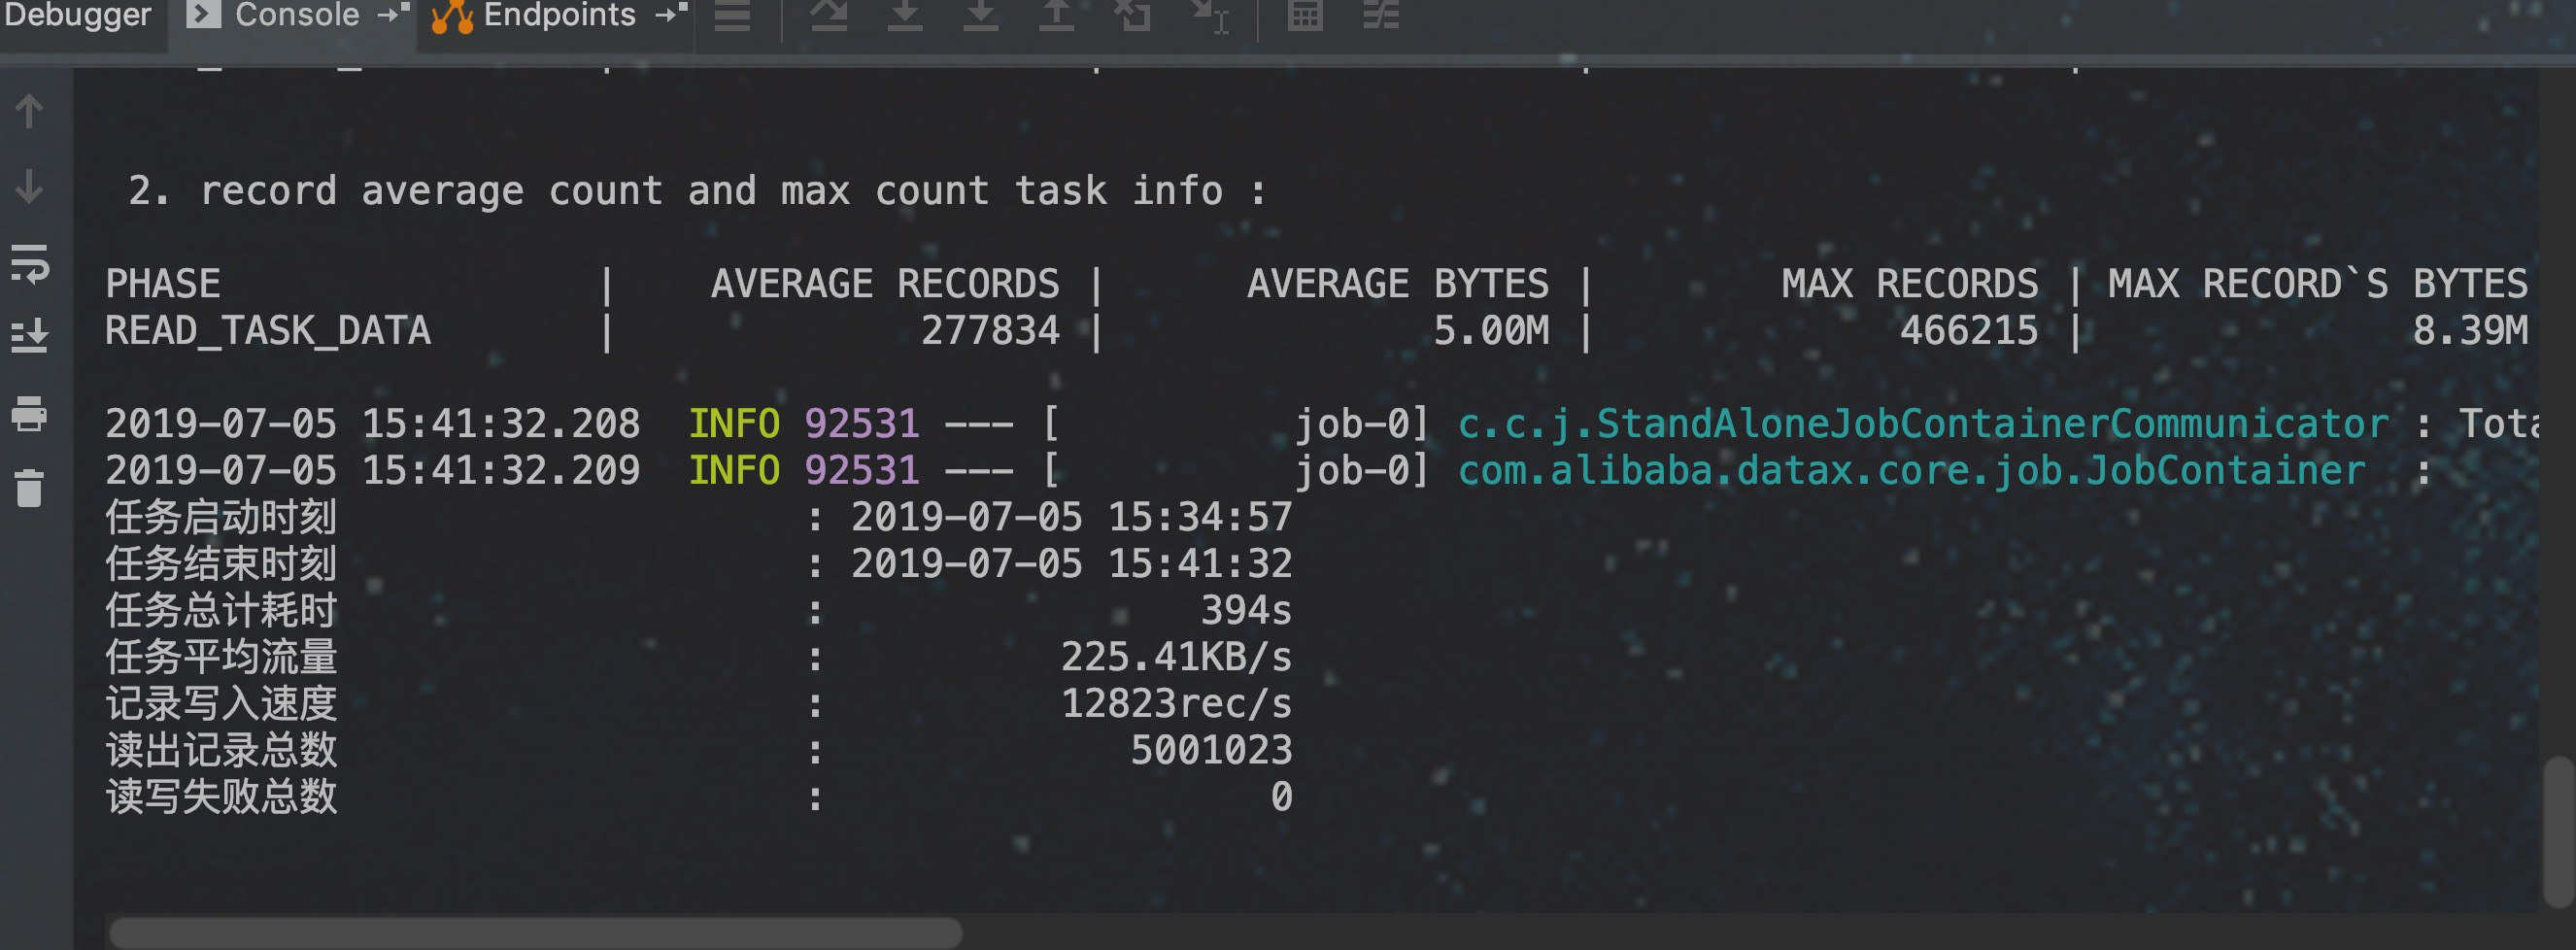 Debugger Console Endpoints
2. record average count and max count task info :
PHASE | AVERAGE RECORDS | AVERAGE BYTES | MAX RECORDS | MAX RECORD`S BYTES
READ_TASK_DATA | 277834 | 5.00M | 466215 | 8.39M
2019-07-05 15:41:32.208 INFO 92531 --- [ job-0] c.c.j.StandAloneJobContainerCommunicator : Tota
2019-07-05 15:41:32.209 INFO 92531 --- [ job-0] com.alibaba.datax.core.job.JobContainer :
任务启动时刻 : 2019-07-05 15:34:57
任务结束时刻 : 2019-07-05 15:41:32
任务总计耗时 : 394s
任务平均流量 : 225.41KB/s
记录写入速度 : 12823rec/s
读出记录总数 : 5001023
读写失败总数 : 0